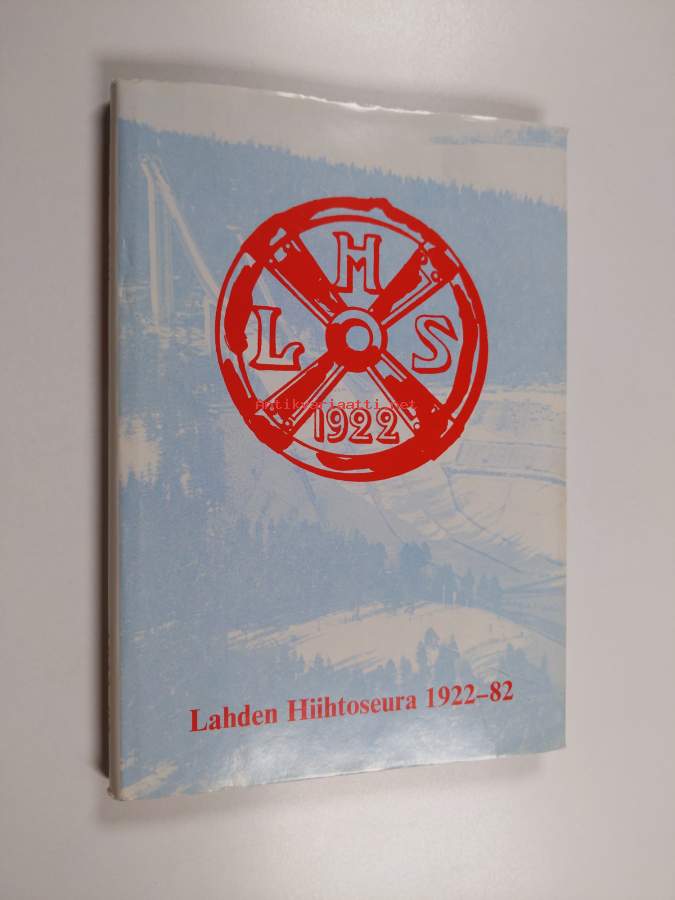 H
L S
Antikvariaatti.net
1922
Lahden Hiihtoseura 1922–82